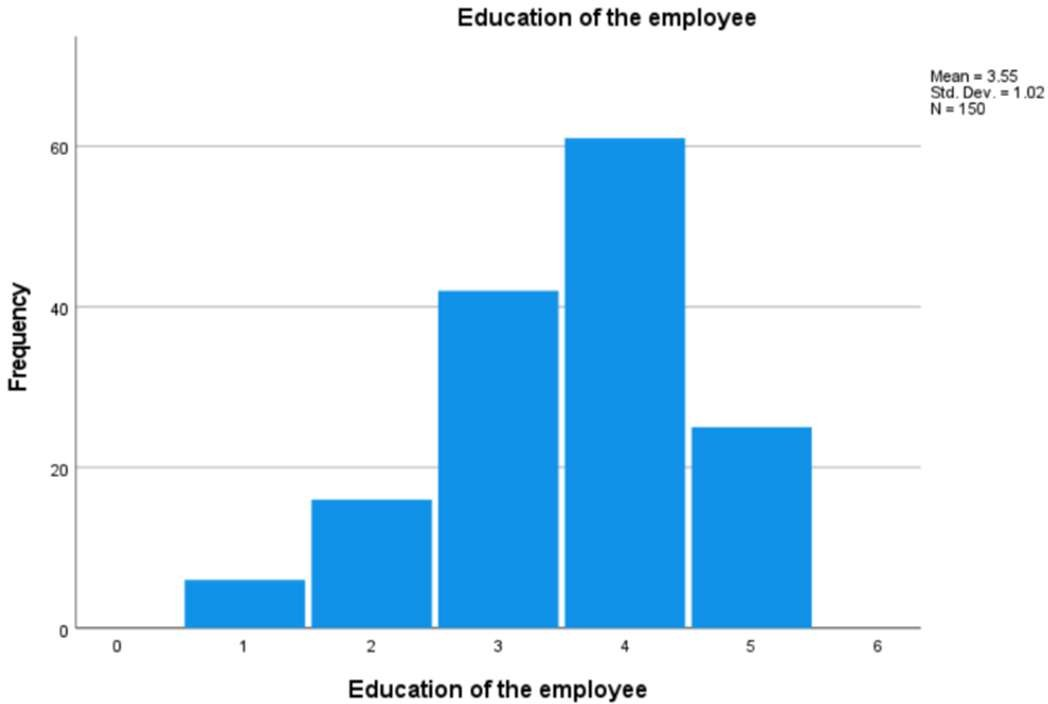 Education of the employee
Mean = 3.55
Std. Dev. = 1.02
N = 150
Frequency
60
40
20
0
0 1 2 3 4 5 6
Education of the employee